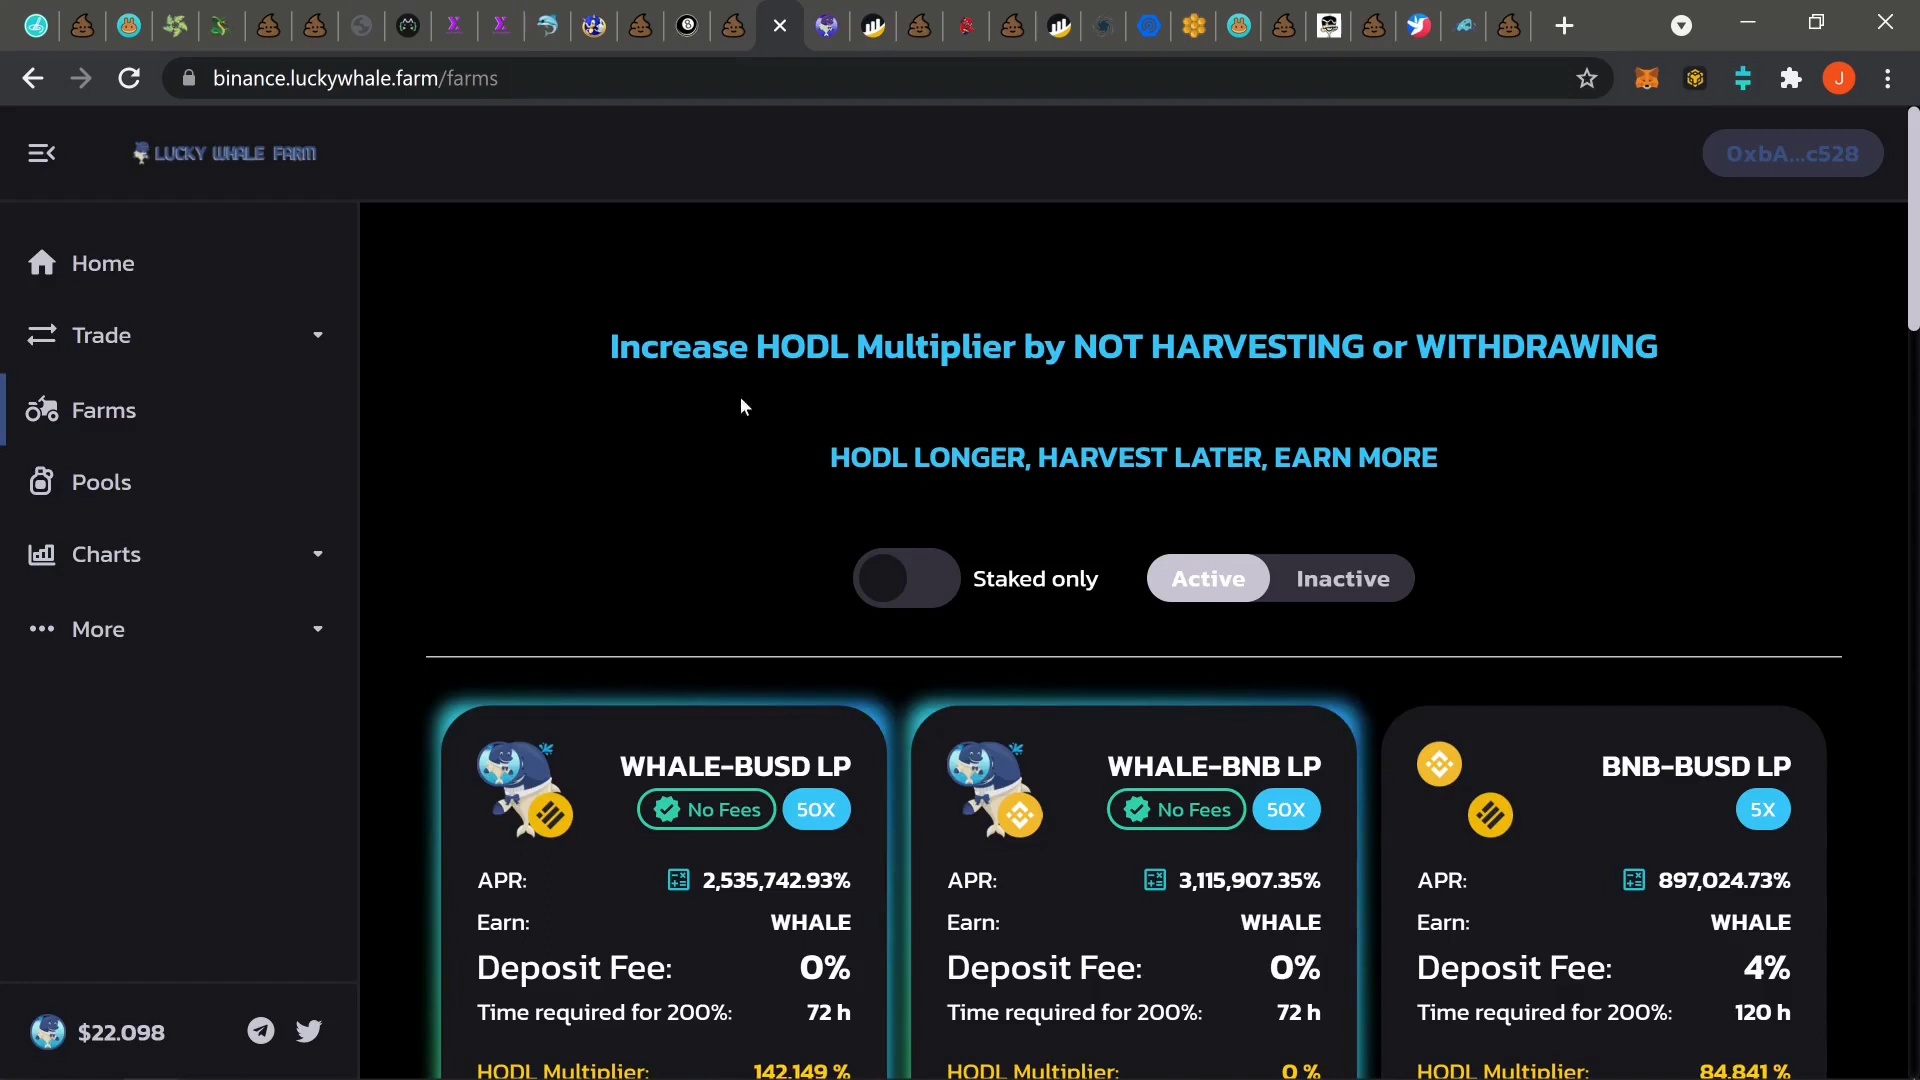 binance.luckywhale.farm/farms
J
LUCKY WHALE FARM
0xbA...c528
Home
Trade
Farms
Pools
Charts
More
$22.098
Increase HODL Multiplier by NOT HARVESTING or WITHDRAWING
HODL LONGER, HARVEST LATER, EARN MORE
Staked only
Active Inactive
WHALE-BUSD LP
No Fees 50X
APR: 2,535,742.93%
Earn: WHALE
Deposit Fee: 0%
Time required for 200%: 72 h
HODL Multiplier: 142.149 %
WHALE-BNB LP
No Fees 50X
APR: 3,115,907.35%
Earn: WHALE
Deposit Fee: 0%
Time required for 200%: 72 h
HODL Multiplier: 0 %
BNB-BUSD LP
5X
APR: 897,024.73%
Earn: WHALE
Deposit Fee: 4%
Time required for 200%: 120 h
HODL Multiplier: 84.841 %